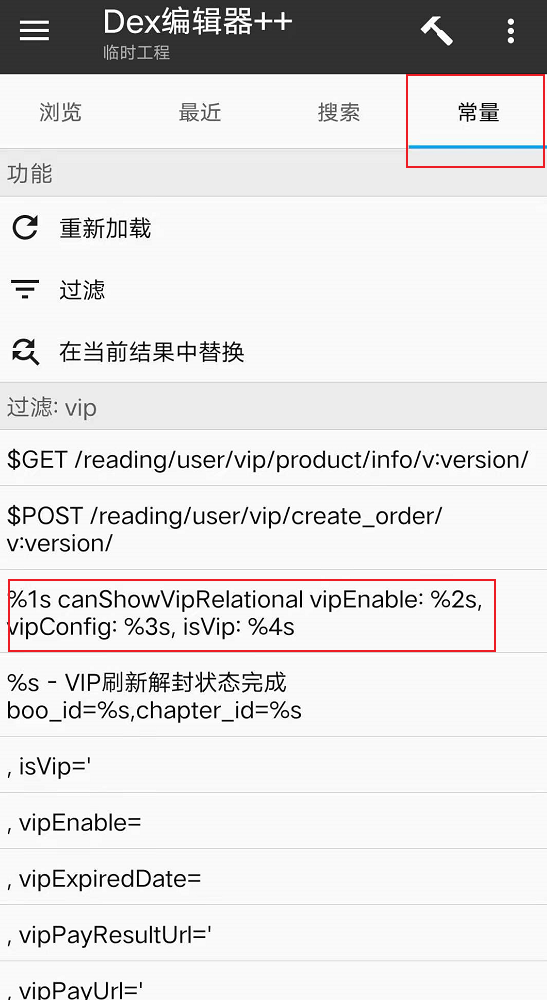 Dex编辑器++
临时工程
浏览 最近 搜索 常量
功能
重新加载
过滤
在当前结果中替换
过滤: vip
$GET /reading/user/vip/product/info/v:version/
$POST /reading/user/vip/create_order/
v:version/
%1s canShowVipRelational vipEnable: %2s,
vipConfig: %3s, isVip: %4s
%s - VIP刷新解封状态完成
boo_id=%s,chapter_id=%s
, isVip='
, vipEnable=
, vipExpiredDate=
, vipPayResultUrl='
, vipPayUrl='